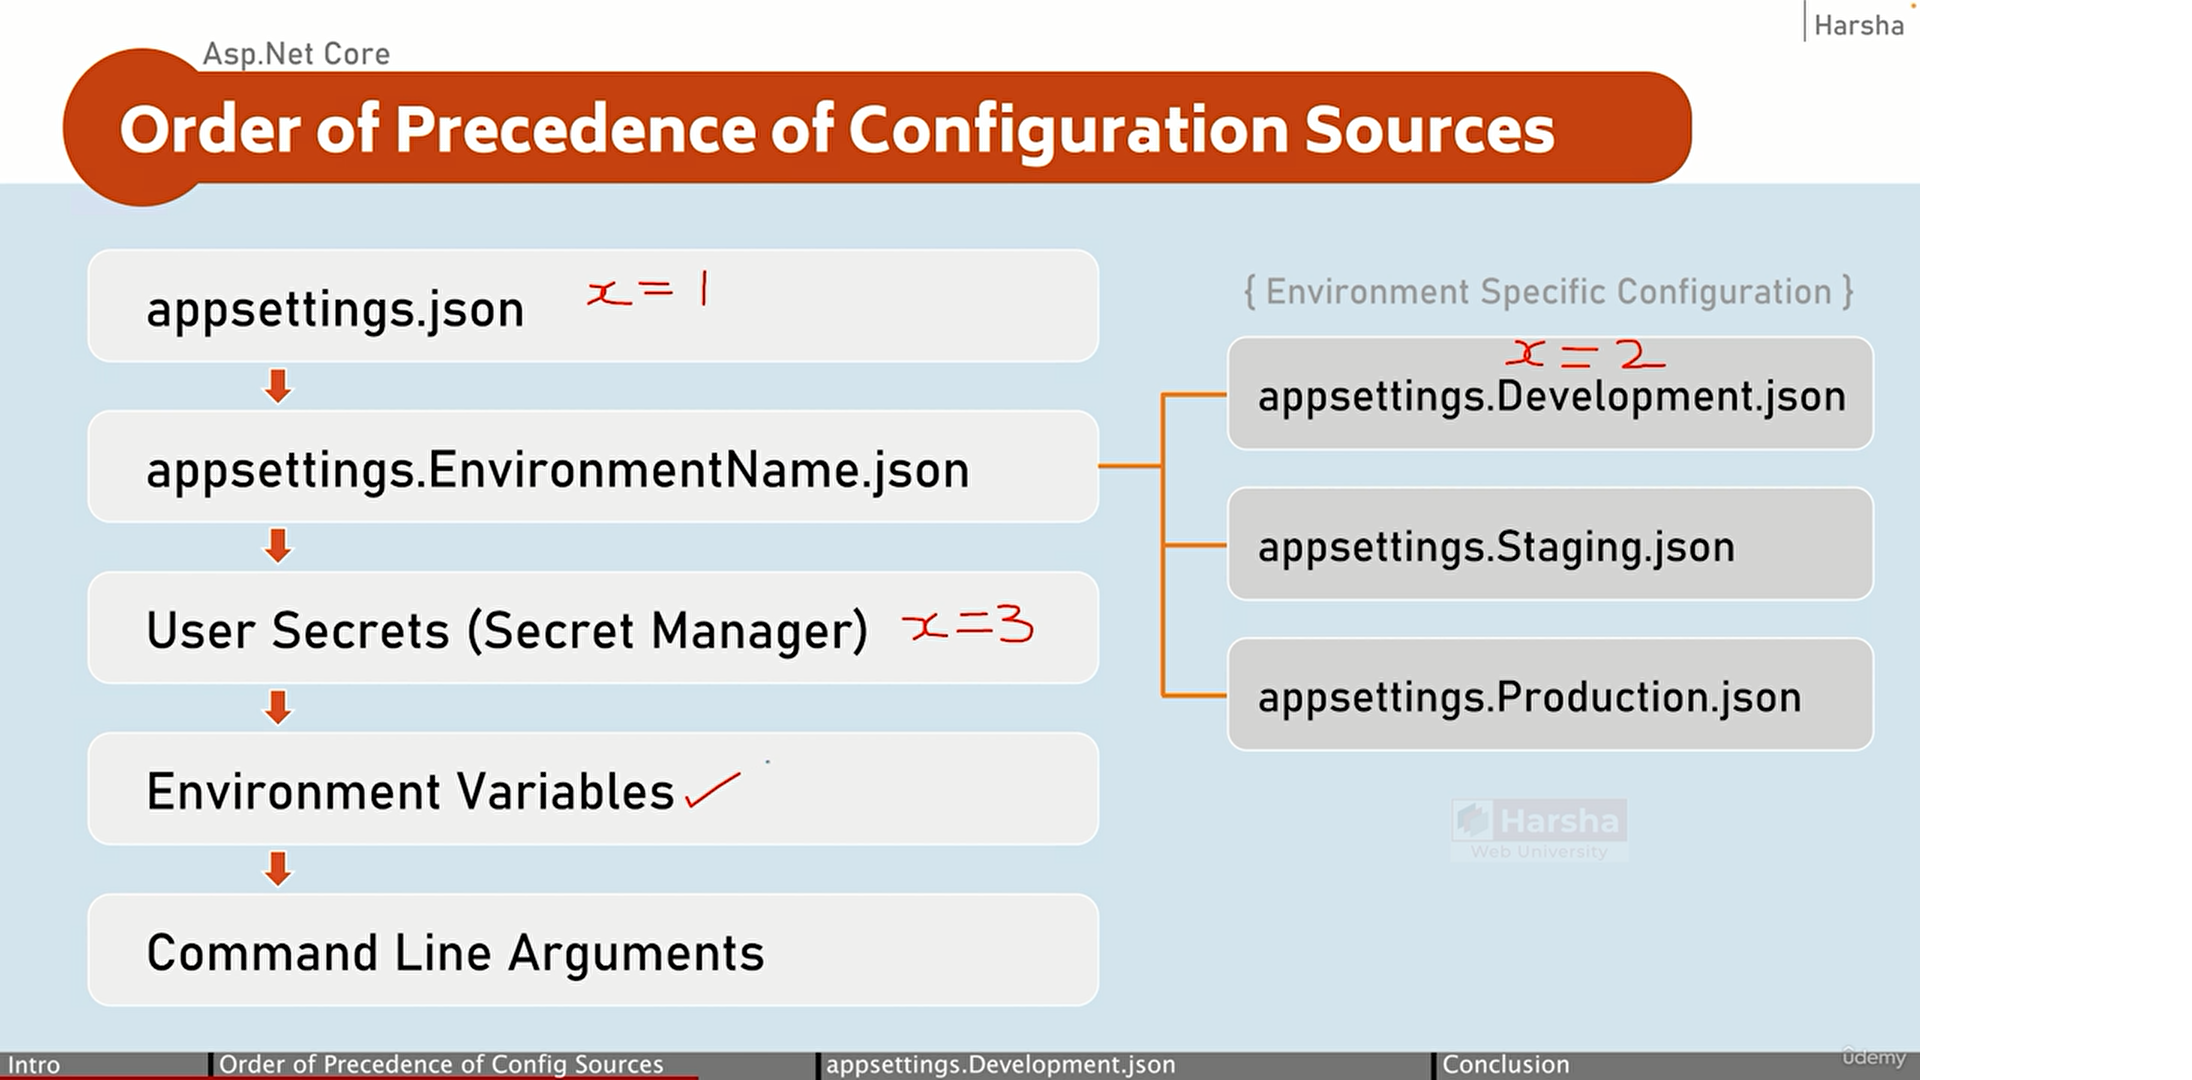 Harsha
Asp.Net Core
Order of Precedence of Configuration Sources
appsettings.json x = 1
appsettings.EnvironmentName.json
User Secrets (Secret Manager) x=3
Environment Variables ✓
Command Line Arguments
{ Environment Specific Configuration }
x = 2
appsettings.Development.json
appsettings.Staging.json
appsettings.Production.json
Harsha
Web University
Intro
Order of Precedence of Config Sources
appsettings.Development.json
Conclusion
ûdemy